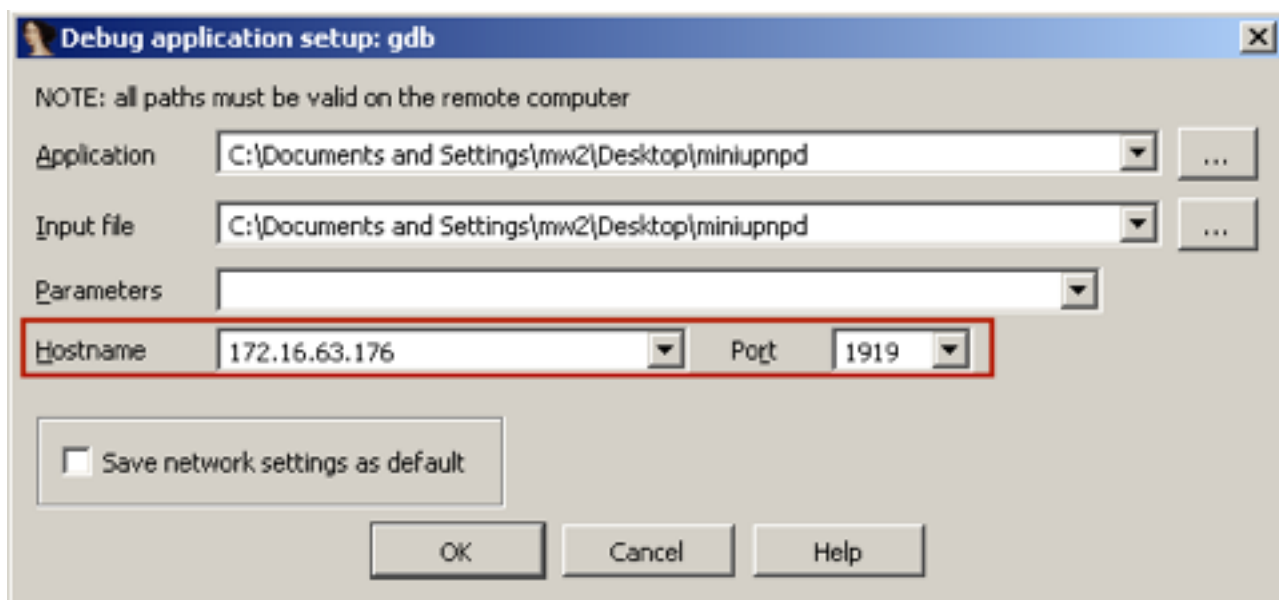 Debug application setup: gdb
NOTE: all paths must be valid on the remote computer
Application C:\Documents and Settings\mw2\Desktop\miniupnpd ...
Input file C:\Documents and Settings\mw2\Desktop\miniupnpd ...
Parameters
Hostname 172.16.63.176 Port 1919
Save network settings as default
OK Cancel Help